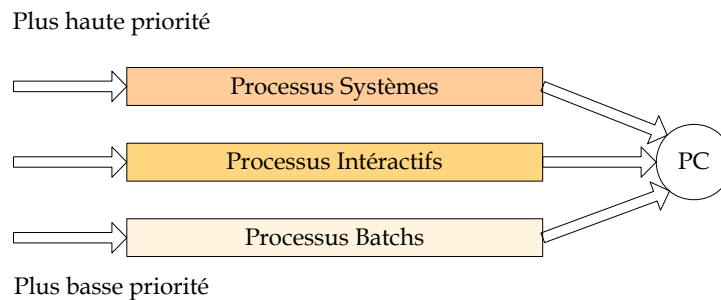 Plus haute priorité
Processus Systèmes
Processus Intéractifs
PC
Processus Batchs
Plus basse priorité